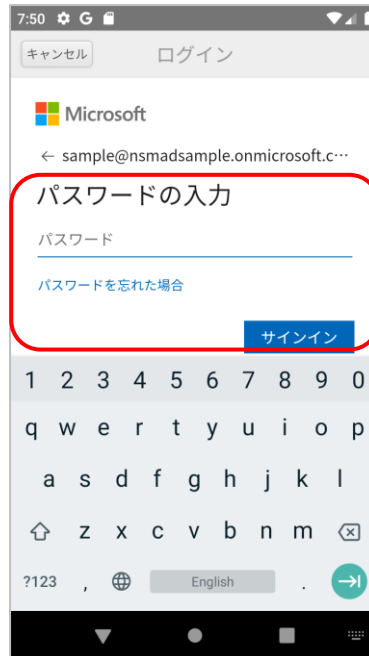 7:50 G
キャンセル ログイン
Microsoft
← sample@nsmadsample.onmicrosoft.c…
パスワードの入力
パスワード
パスワードを忘れた場合
サインイン
1 2 3 4 5 6 7 8 9 0
q w e r t y u i o p
a s d f g h j k l
z x c v b n m
?123 , English .